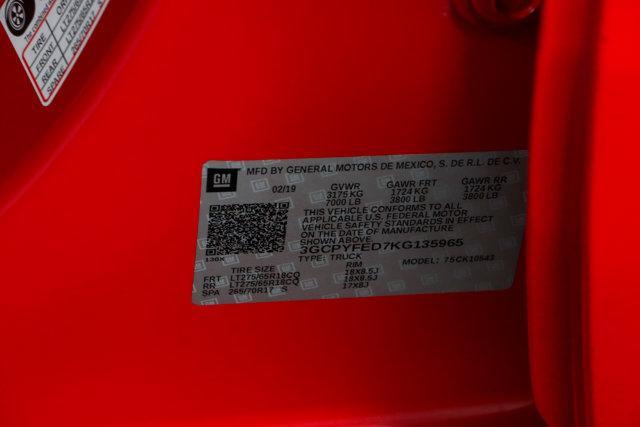 The combined
TIRE
FRONT
REAR
SPARE
GM
MFD BY GENERAL MOTORS DE MEXICO, S. DE R.L. DE C.V.
02/19 GVWR GAWR FRT GAWR RR
3175 KG 1724 KG 1724 KG
7000 LB 3800 LB 3800 LB
THIS VEHICLE CONFORMS TO ALL
APPLICABLE U.S. FEDERAL MOTOR
VEHICLE SAFETY STANDARDS IN EFFECT
ON THE DATE OF MANUFACTURE
SHOWN ABOVE.
3GCPYFED7KG135965
TYPE: TRUCK MODEL: 75CK10543
TIRE SIZE RIM
FRT LT275/65R18CQ 18X8.5J
RR LT275/65R18CQ 18X8.5J
SPA 265/70R17 S 17X8J